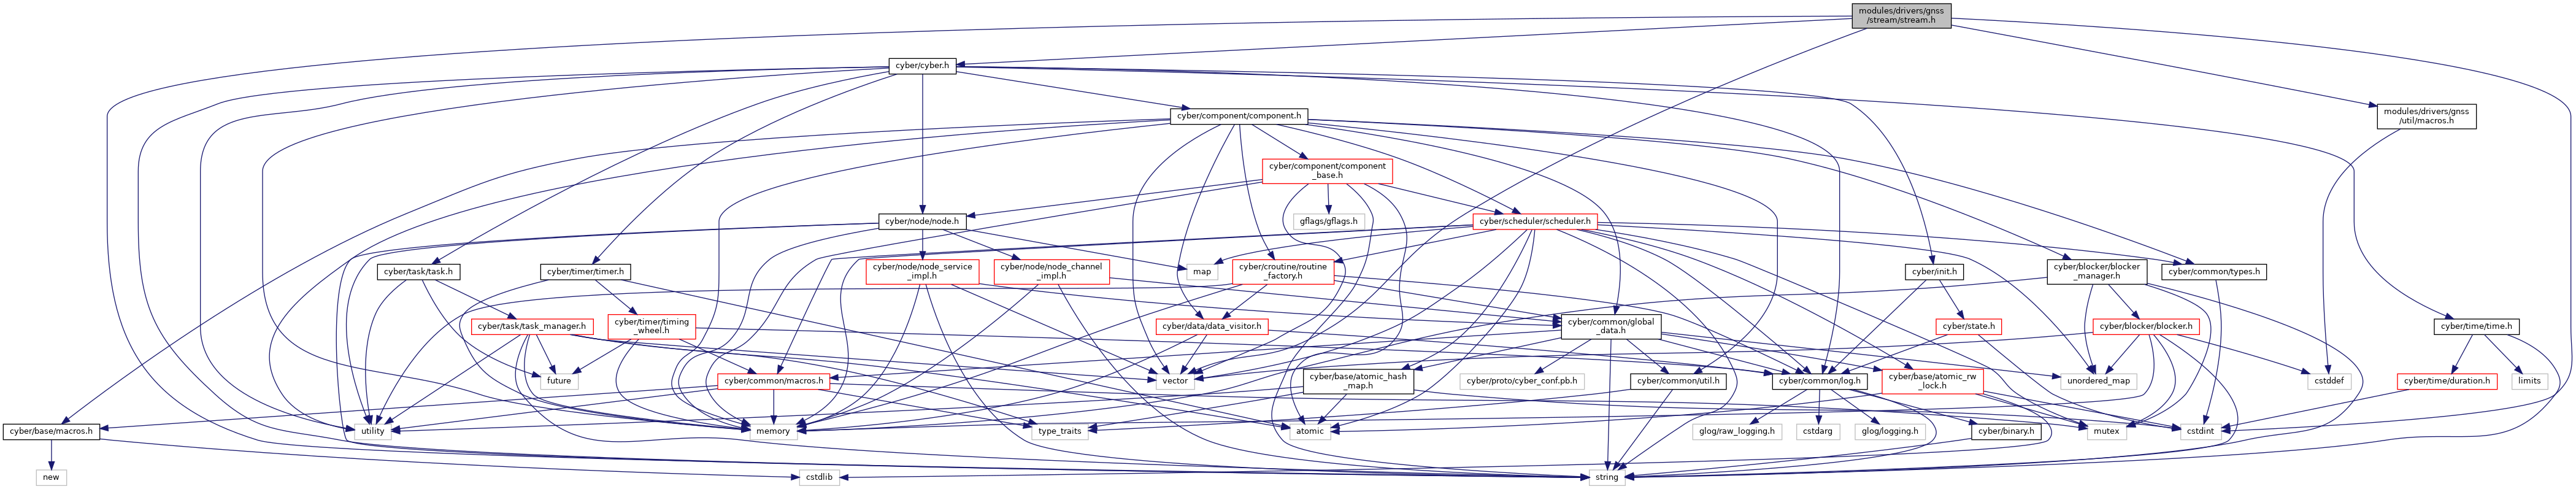 modules/drivers/gnss
/stream/stream.h
cyber/cyber.h
modules/drivers/gnss
/util/macros.h
cyber/component/component.h
cyber/component/component
_base.h
cyber/node/node.h
gflags/gflags.h
cyber/scheduler/scheduler.h
cyber/task/task.h
cyber/timer/timer.h
cyber/node/node_service
_impl.h
cyber/node/node_channel
_impl.h
map
cyber/croutine/routine
_factory.h
cyber/init.h
cyber/blocker/blocker
_manager.h
cyber/common/types.h
cyber/task/task_manager.h
cyber/timer/timing
_wheel.h
cyber/data/data_visitor.h
cyber/common/global
_data.h
cyber/state.h
cyber/blocker/blocker.h
cyber/time/time.h
future
cyber/common/macros.h
vector
cyber/proto/cyber_conf.pb.h
cyber/base/atomic_hash
_map.h
cyber/common/util.h
cyber/common/log.h
cyber/base/atomic_rw
_lock.h
unordered_map
cstddef
cyber/time/duration.h
limits
cyber/base/macros.h
utility
memory
type_traits
atomic
glog/raw_logging.h
cstdarg
glog/logging.h
cyber/binary.h
mutex
cstdint
new
cstdlib
string